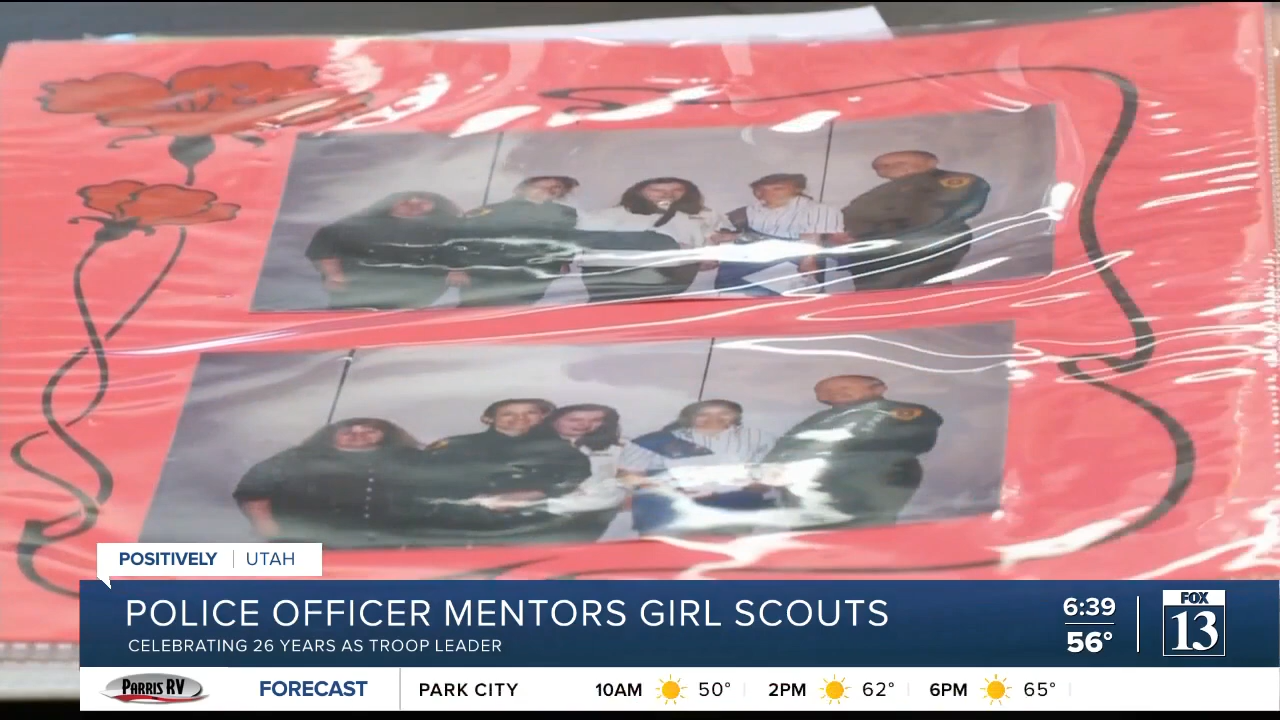 POSITIVELY | UTAH
POLICE OFFICER MENTORS GIRL SCOUTS
CELEBRATING 26 YEARS AS TROOP LEADER
6:39
56°
FOX
13
PARRIS RV
FORECAST
PARK CITY
10AM 50° 2PM 62° 6PM 65°